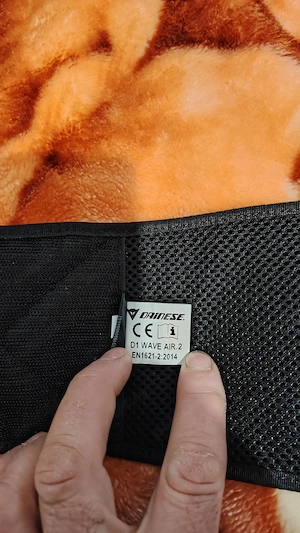 DAINESE
CE i
D1 WAVE AIR.2
EN1621-2:2014